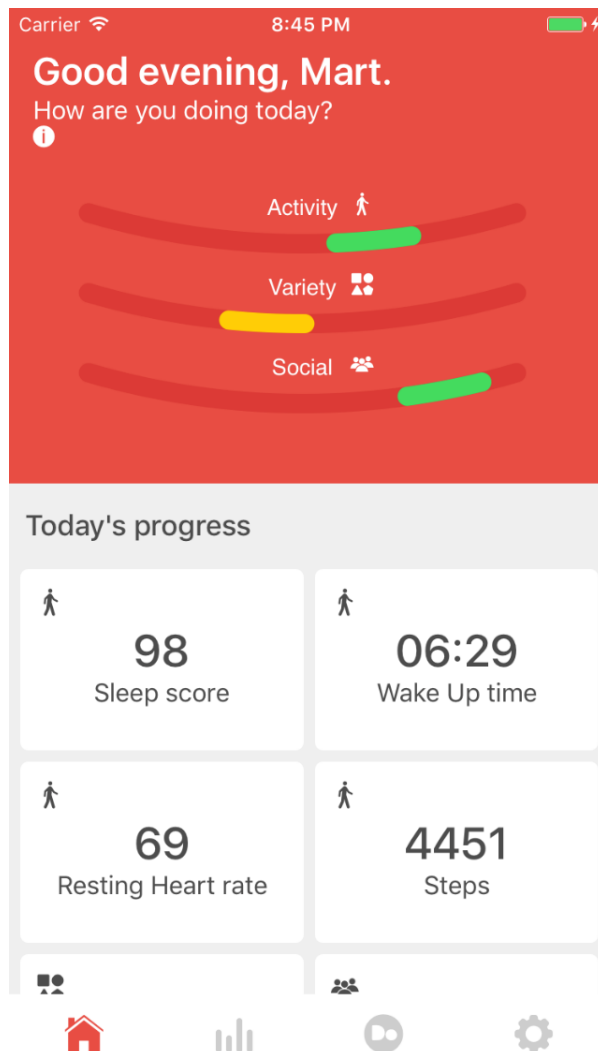 Carrier 8:45 PM
Good evening, Mart.
How are you doing today?
i
Activity
Variety
Social
Today's progress
98 06:29
Sleep score Wake Up time
69 4451
Resting Heart rate Steps